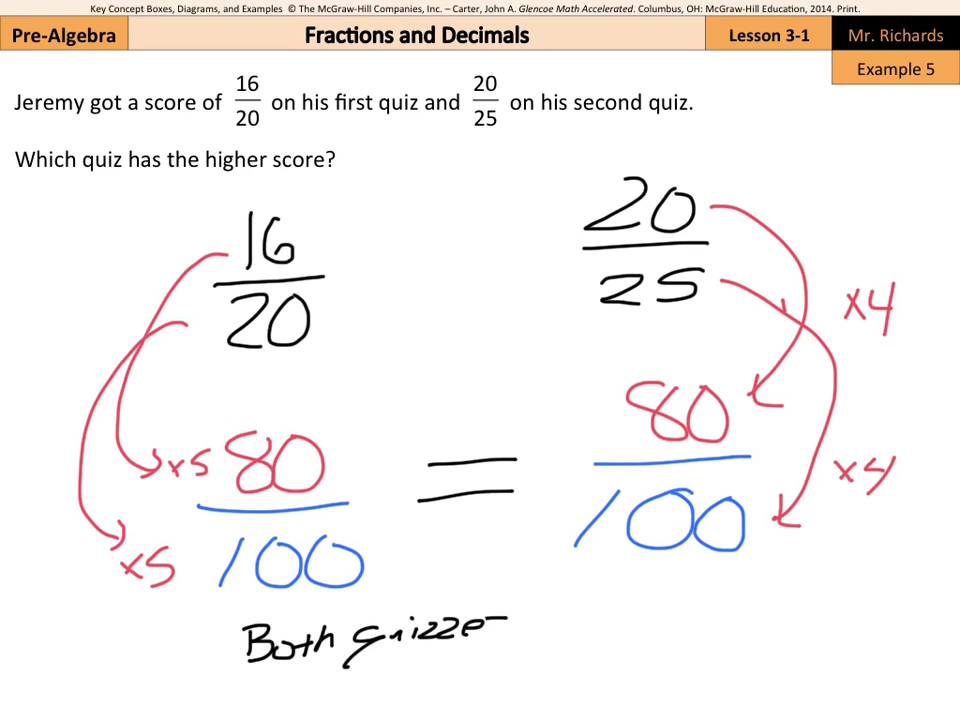 Key Concept Boxes, Diagrams, and Examples © The McGraw-Hill Companies, Inc. – Carter, John A. Glencoe Math Accelerated. Columbus, OH: McGraw-Hill Education, 2014. Print.
Pre-Algebra
Fractions and Decimals
Lesson 3-1
Mr. Richards
Example 5
Jeremy got a score of 16/20 on his first quiz and 20/25 on his second quiz.
Which quiz has the higher score?
16/20
20/25
x4
x5 80/100 = 80/100
x4
x5
Both quizze